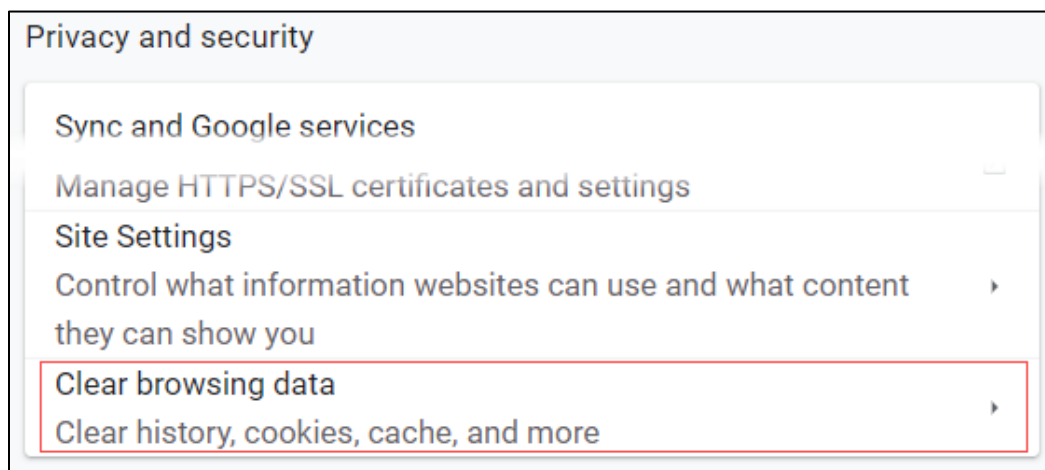 Privacy and security
Sync and Google services
Manage HTTPS/SSL certificates and settings
Site Settings
Control what information websites can use and what content
they can show you
Clear browsing data
Clear history, cookies, cache, and more